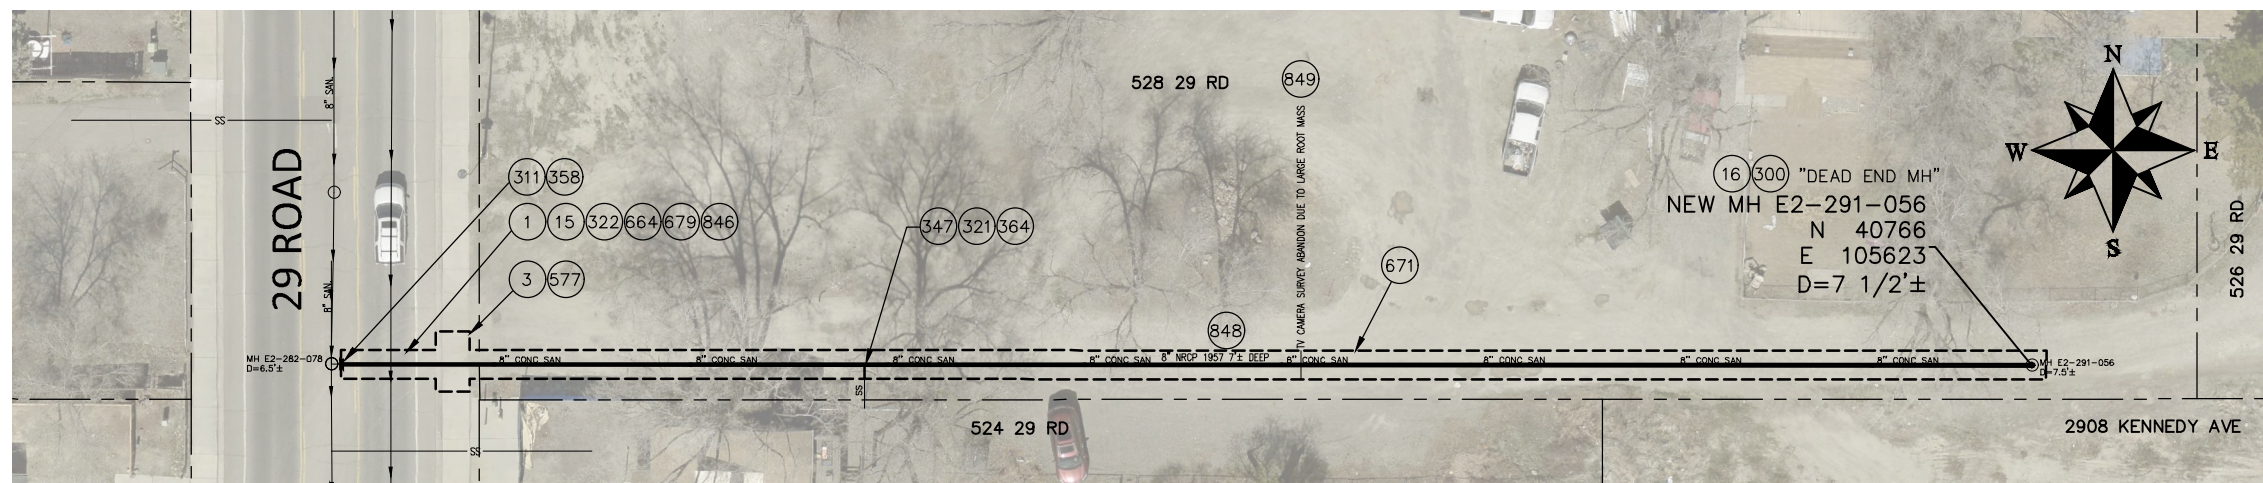 528 29 RD
849
TV CAMERA SURVEY ABANDON DUE TO LARGE ROOT MASS
N
W
E
S
8" SAN
SS
29 ROAD
8" SAN
311 358
1 15 322 664 679 846
3 577
347 321 364
671
848
16 300 "DEAD END MH"
NEW MH E2-291-056
N 40766
E 105623
D=7 1/2'±
526 29 RD
MH E2-282-078
D=6.5'±
8" CONC SAN
8" CONC SAN
8" CONC SAN
8" CONC SAN
8" NRCP 1957 7'± DEEP
8" CONC SAN
8" CONC SAN
8" CONC SAN
8" CONC SAN
MH E2-291-056
D=7.5'±
SS
524 29 RD
2908 KENNEDY AVE
SS